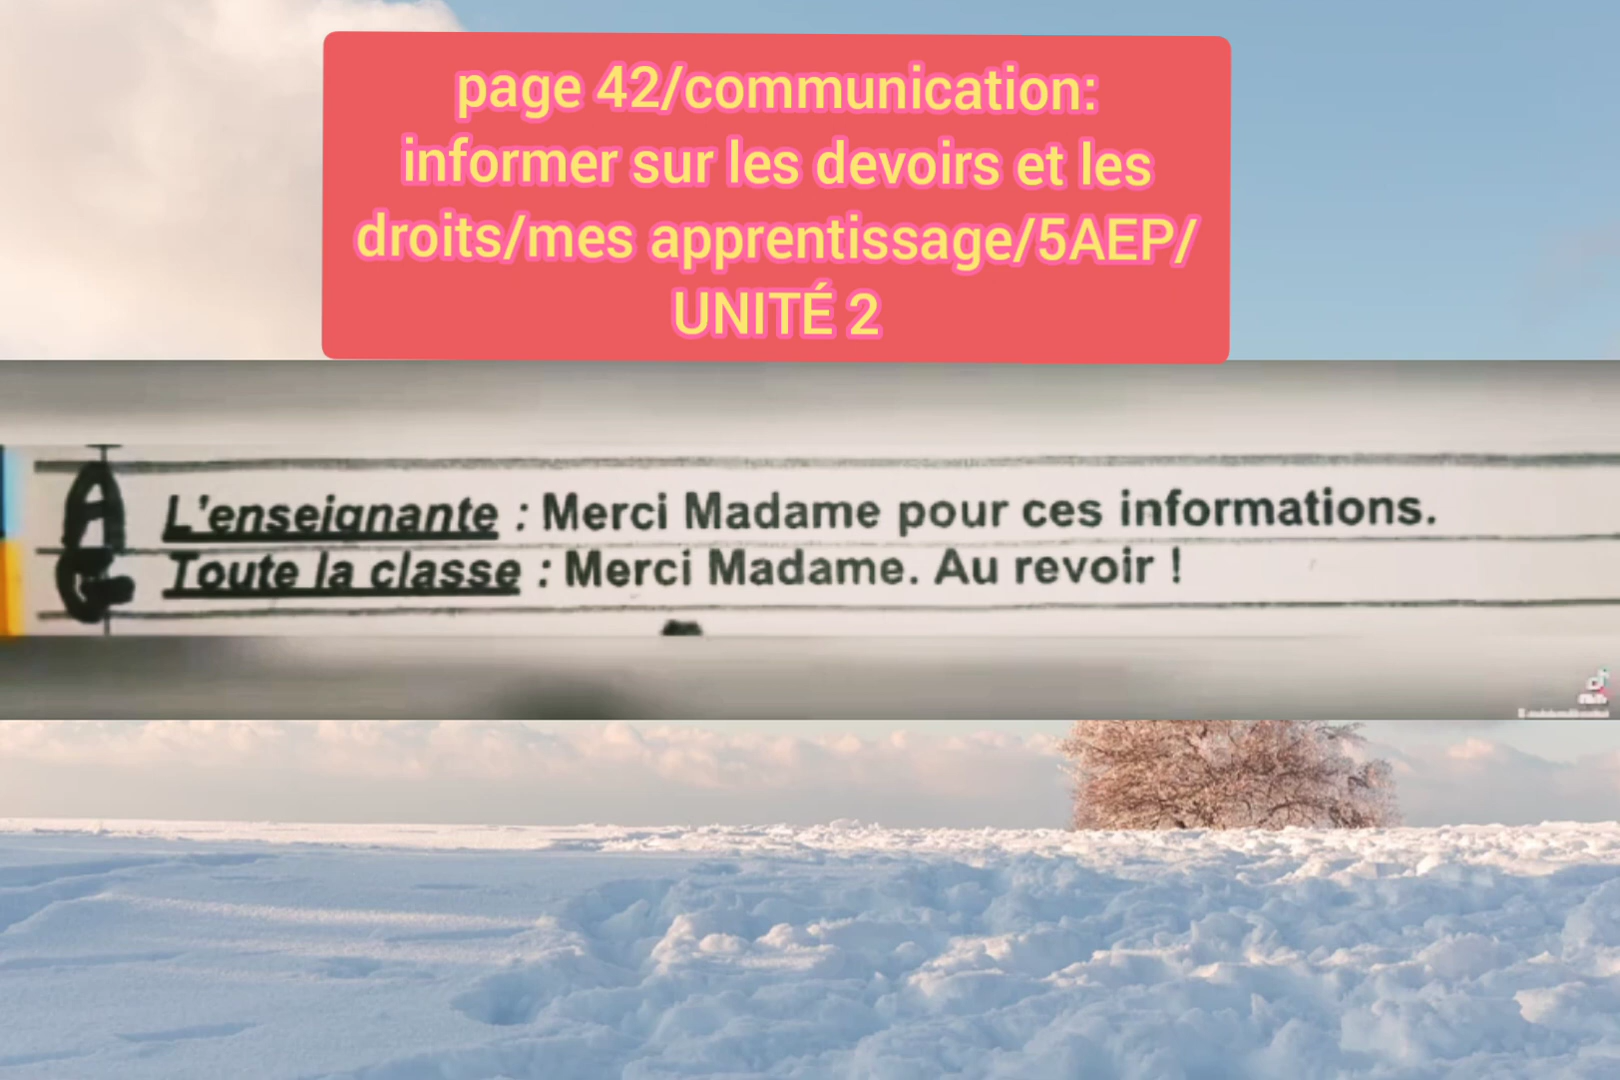 page 42/communication:
informer sur les devoirs et les
droits/mes apprentissage/5AEP/
UNITÉ 2
L'enseignante : Merci Madame pour ces informations.
Toute la classe : Merci Madame. Au revoir !